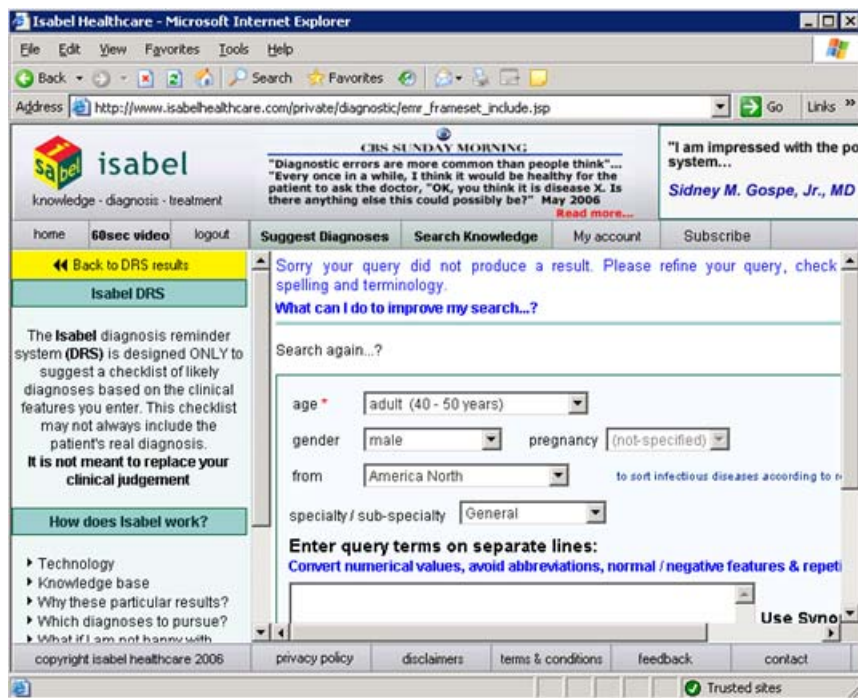 Isabel Healthcare - Microsoft Internet Explorer
File Edit View Favorites Tools Help
Back Search Favorites
Address http://www.isabelhealthcare.com/private/diagnostic/emr_frameset_include.jsp Go Links »
isabel
isabel
knowledge - diagnosis - treatment
CBS SUNDAY MORNING
"Diagnostic errors are more common than people think"...
"Every once in a while, I think it would be healthy for the
patient to ask the doctor, "OK, you think it is disease X. Is
there anything else this could possibly be?" May 2006
Read more...
"I am impressed with the po
system...
Sidney M. Gospe, Jr., MD
home 60sec video logout Suggest Diagnoses Search Knowledge My account Subscribe
Back to DRS results
Isabel DRS
The Isabel diagnosis reminder
system (DRS) is designed ONLY to
suggest a checklist of likely
diagnoses based on the clinical
features you enter. This checklist
may not always include the
patient's real diagnosis.
It is not meant to replace your
clinical judgement
How does Isabel work?
Technology
Knowledge base
Why these particular results?
Which diagnoses to pursue?
What if I am not happy with
Sorry your query did not produce a result. Please refine your query, check
spelling and terminology.
What can I do to improve my search...?
Search again...?
age * adult (40 - 50 years)
gender male pregnancy (not-specified)
from America North to sort infectious diseases according to r
specialty / sub-specialty General
Enter query terms on separate lines:
Convert numerical values, avoid abbreviations, normal / negative features & repeti
Use Syno
copyright isabel healthcare 2006 privacy policy disclaimers terms & conditions feedback contact
Trusted sites